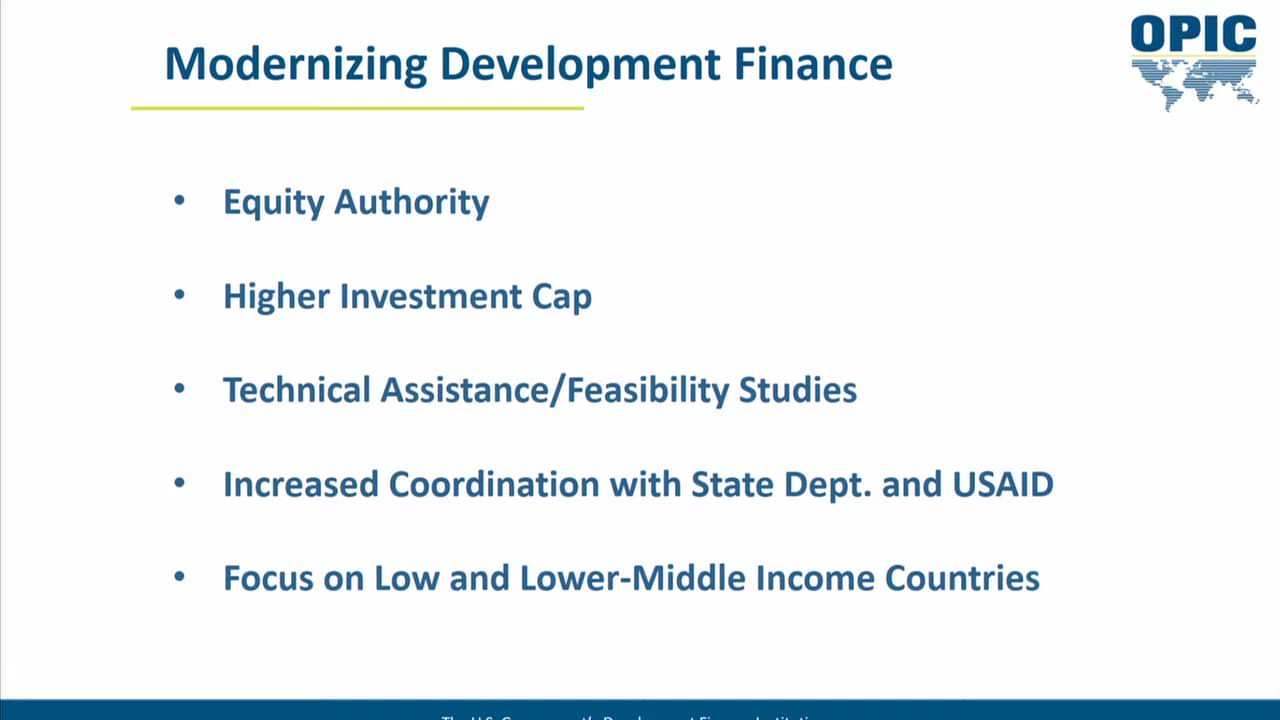 OPIC
Modernizing Development Finance
• Equity Authority
• Higher Investment Cap
• Technical Assistance/Feasibility Studies
• Increased Coordination with State Dept. and USAID
• Focus on Low and Lower-Middle Income Countries